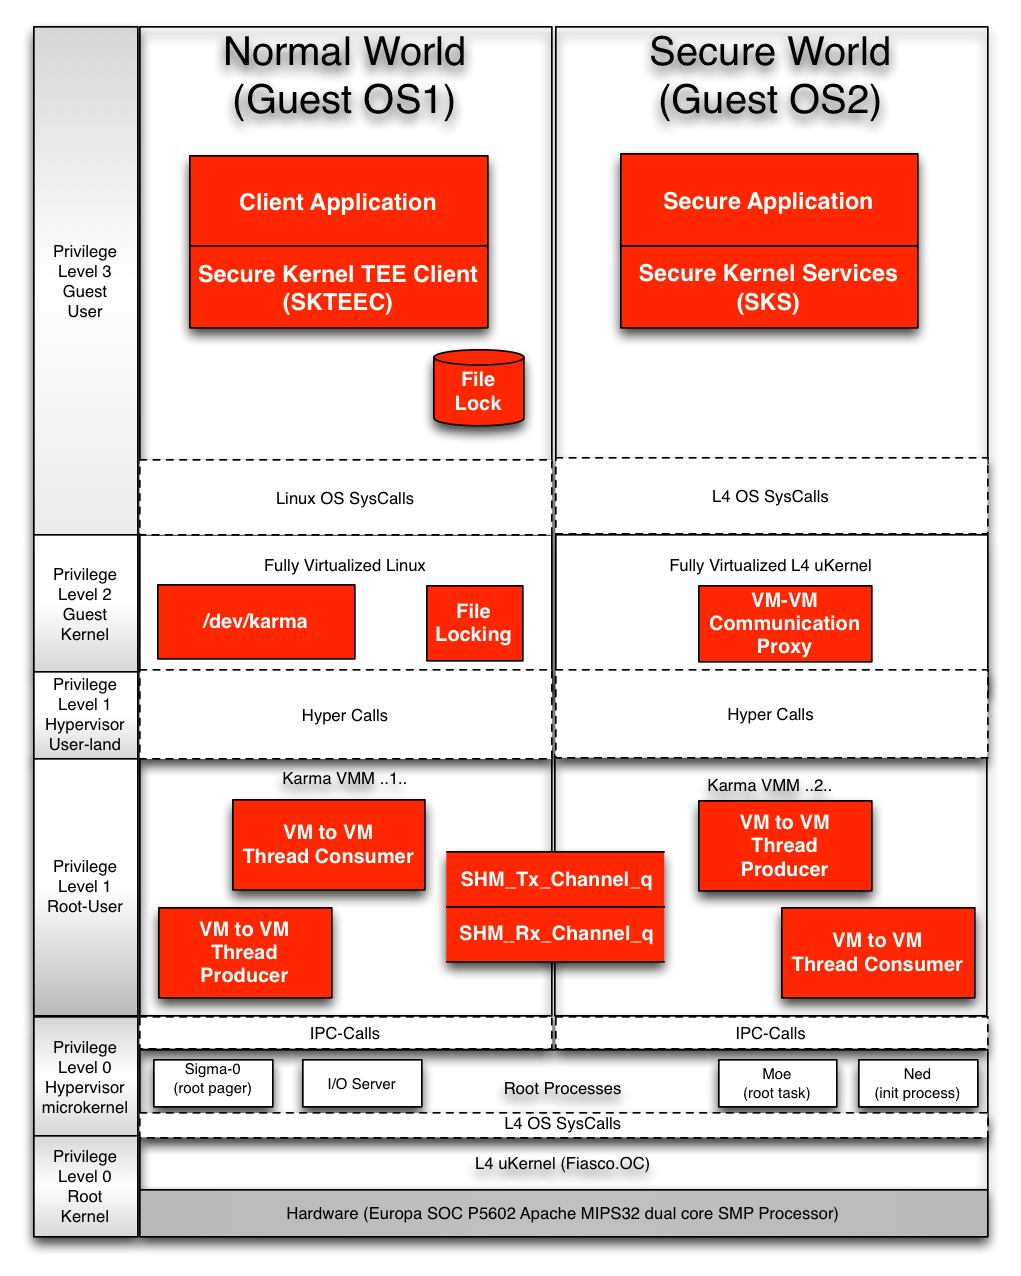 Normal World
(Guest OS1)
Secure World
(Guest OS2)
Privilege
Level 3
Guest
User
Client Application
Secure Kernel TEE Client
(SKTEEC)
File
Lock
Secure Application
Secure Kernel Services
(SKS)
Linux OS SysCalls
L4 OS SysCalls
Privilege
Level 2
Guest
Kernel
Fully Virtualized Linux
/dev/karma
File
Locking
Fully Virtualized L4 uKernel
VM-VM
Communication
Proxy
Privilege
Level 1
Hypervisor
User-land
Hyper Calls
Hyper Calls
Privilege
Level 1
Root-User
Karma VMM ..1..
VM to VM
Thread Consumer
VM to VM
Thread
Producer
SHM_Tx_Channel_q
SHM_Rx_Channel_q
Karma VMM ..2..
VM to VM
Thread
Producer
VM to VM
Thread Consumer
Privilege
Level 0
Hypervisor
microkernel
IPC-Calls
IPC-Calls
Sigma-0
(root pager)
I/O Server
Root Processes
Moe
(root task)
Ned
(init process)
L4 OS SysCalls
Privilege
Level 0
Root
Kernel
L4 uKernel (Fiasco.OC)
Hardware (Europa SOC P5602 Apache MIPS32 dual core SMP Processor)